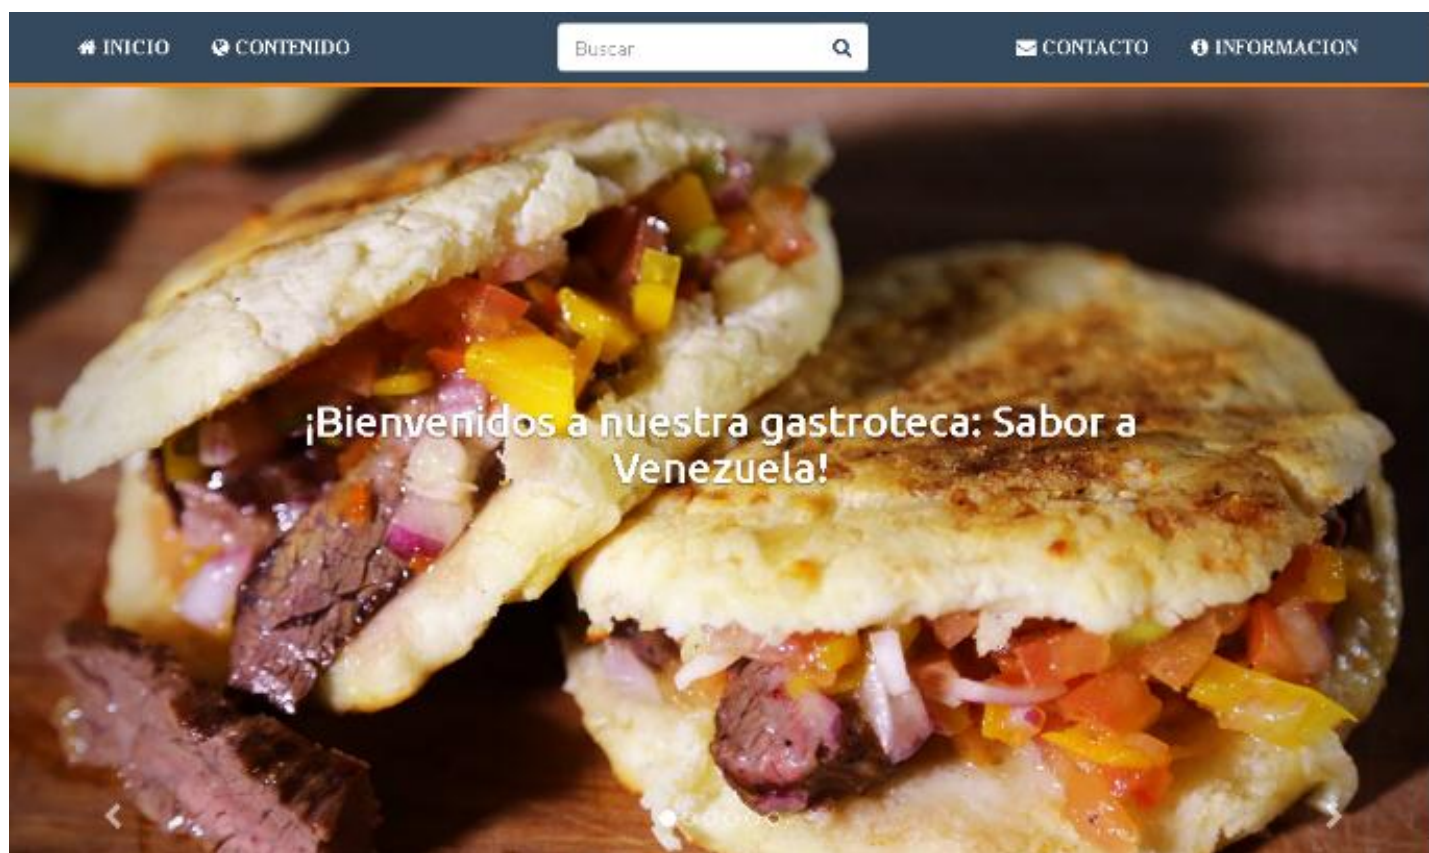 INICIO CONTENIDO Buscar CONTACTO INFORMACION
¡Bienvenidos a nuestra gastroteca: Sabor a
Venezuela!